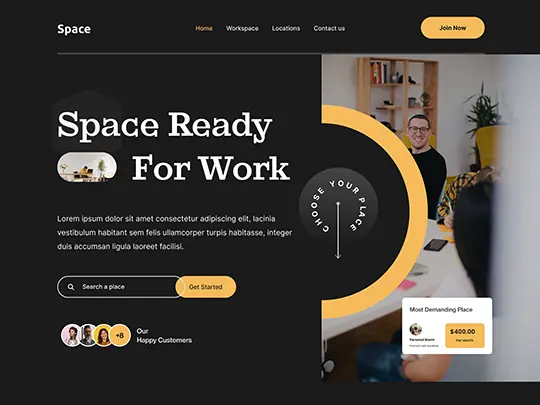 Space
Home Workspace Locations Contact us Join Now
Space Ready
For Work
CHOOSE YOUR PLACE
Lorem ipsum dolor sit amet consectetur adipiscing elit, lacinia
vestibulum habitant sem felis ullamcorper turpis habitasse, integer
duis accumsan ligula laoreet facilisi.
Search a place Get Started
+8
Our
Happy Customers
Most Demanding Place
$400.00
Per Month
Personal Room